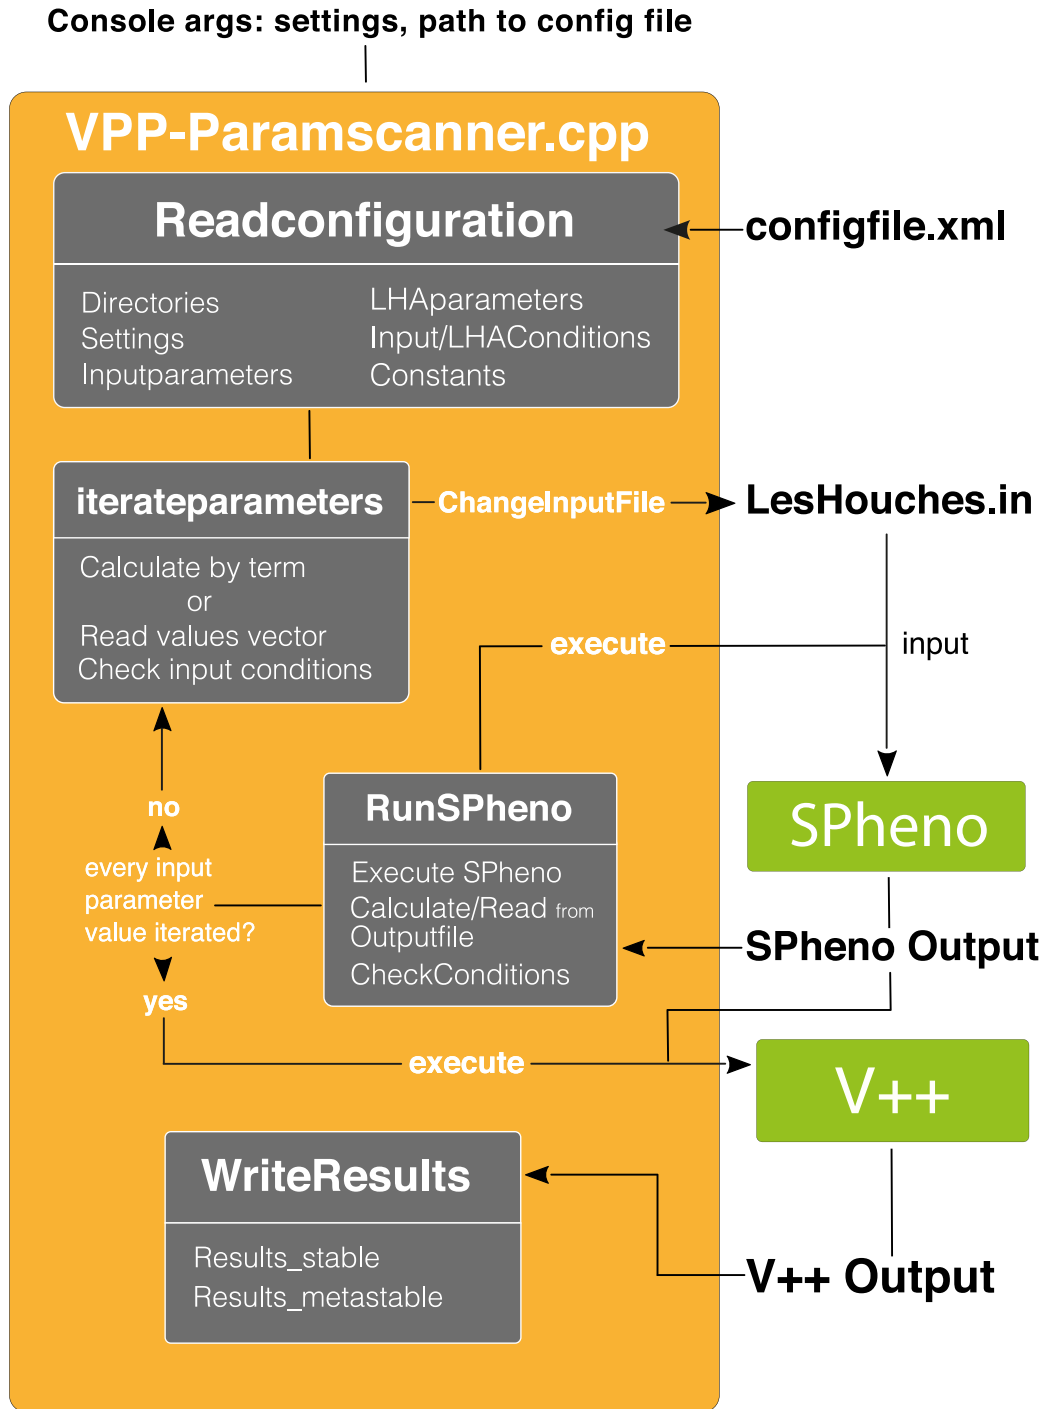 Console args: settings, path to config file
VPP-Paramscanner.cpp
Readconfiguration
configfile.xml
Directories
Settings
Inputparameters
LHAparameters
Input/LHAConditions
Constants
iterateparameters
ChangeInputFile
LesHouches.in
Calculate by term
or
Read values vector
Check input conditions
execute
input
no
RunSPheno
SPheno
every input
parameter
value iterated?
Execute SPheno
Calculate/Read from
Outputfile
CheckConditions
SPheno Output
yes
execute
V++
WriteResults
Results_stable
Results_metastable
V++ Output